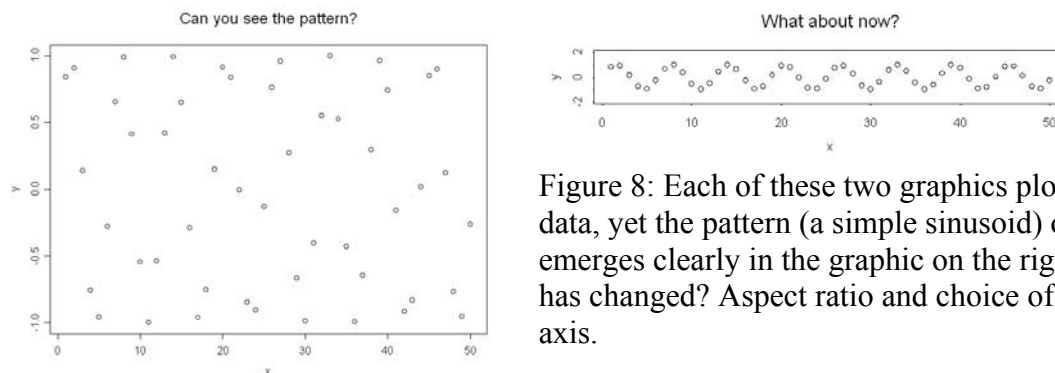 Can you see the pattern?
1.0
0.5
0.0
-0.5
-1.0
y
0 10 20 30 40 50
x
What about now?
2
0
-2
y
0 10 20 30 40 50
x
Figure 8: Each of these two graphics plo
data, yet the pattern (a simple sinusoid) o
emerges clearly in the graphic on the rig
has changed? Aspect ratio and choice of
axis.